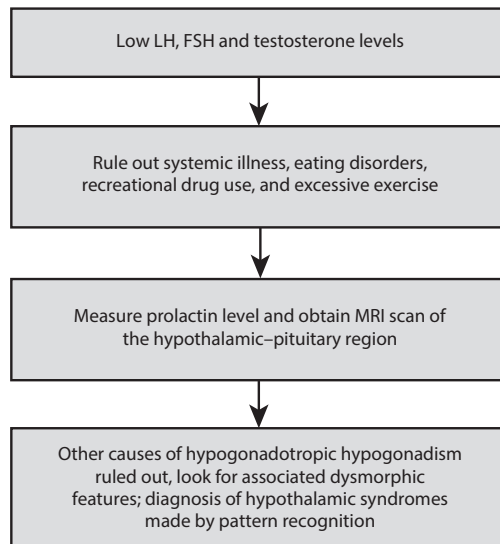 Low LH, FSH and testosterone levels
Rule out systemic illness, eating disorders,
recreational drug use, and excessive exercise
Measure prolactin level and obtain MRI scan of
the hypothalamic–pituitary region
Other causes of hypogonadotropic hypogonadism
ruled out, look for associated dysmorphic
features; diagnosis of hypothalamic syndromes
made by pattern recognition